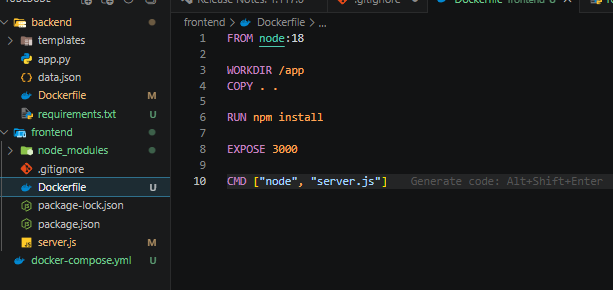 Release Notes: 1.117.0
.gitignore
Dockerfile frontend U
backend
templates
app.py
data.json
Dockerfile M
requirements.txt U
frontend
node_modules
.gitignore
Dockerfile U
package-lock.json
package.json
server.js M
docker-compose.yml U
frontend > Dockerfile > ...
1 FROM node:18
2
3 WORKDIR /app
4 COPY . .
5
6 RUN npm install
7
8 EXPOSE 3000
9
10 CMD ["node", "server.js"] Generate code: Alt+Shift+Enter